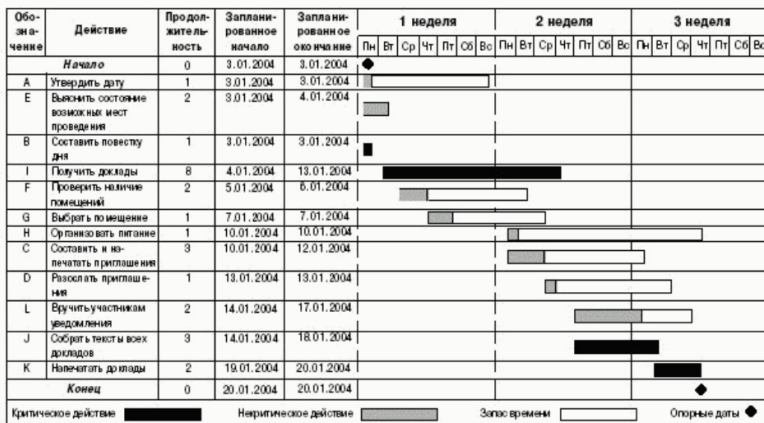 Обо- зна- чение Действие Продол- житель- ность Заплани- рованное начало Заплани- рованное окончание 1 неделя 2 неделя 3 неделя
Пн Вт Ср Чт Пт Сб Вс Пн Вт Ср Чт Пт Сб Вс Пн Вт Ср Чт Пт Сб Вс
Начало 0 3.01.2004 3.01.2004
A Утвердить дату 1 3.01.2004 3.01.2004
E Выяснить состояние 2 3.01.2004 4.01.2004
возможных мест
проведения
B Составить повестку 1 3.01.2004 3.01.2004
дня
I Получить доклады 8 4.01.2004 13.01.2004
F Проверить наличие 2 5.01.2004 6.01.2004
помещений
G Выбрать помещение 1 7.01.2004 7.01.2004
H Организовать питание 1 10.01.2004 10.01.2004
C Составить и на- 3 10.01.2004 12.01.2004
печатать приглашения
D Разослать приглаше- 1 13.01.2004 13.01.2004
ния
L Вручить участникам 2 14.01.2004 17.01.2004
уведомления
J Собрать тексты всех 3 14.01.2004 18.01.2004
докладов
K Напечатать доклады 2 19.01.2004 20.01.2004
Конец 0 20.01.2004 20.01.2004
Критическое действие Некритическое действие Запас времени Опорные даты